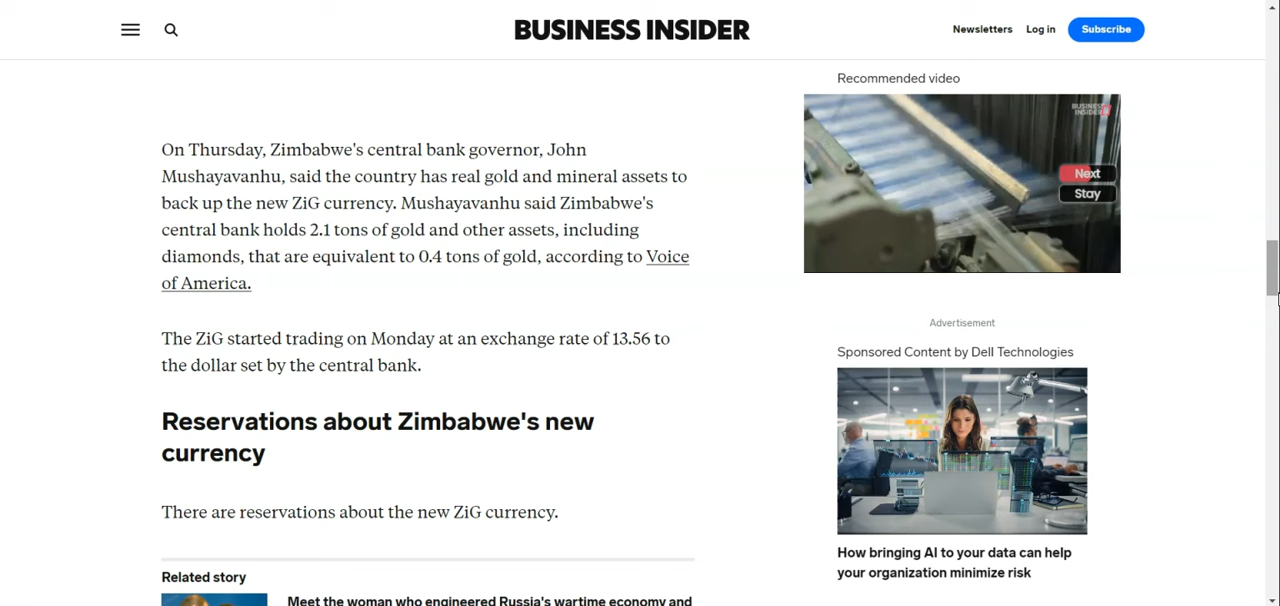 BUSINESS INSIDER
Newsletters
Log in
Subscribe
On Thursday, Zimbabwe's central bank governor, John
Mushayavanhu, said the country has real gold and mineral assets to
back up the new ZiG currency. Mushayavanhu said Zimbabwe's
central bank holds 2.1 tons of gold and other assets, including
diamonds, that are equivalent to 0.4 tons of gold, according to Voice
of America.
The ZiG started trading on Monday at an exchange rate of 13.56 to
the dollar set by the central bank.
Reservations about Zimbabwe's new
currency
There are reservations about the new ZiG currency.
Related story
Meet the woman who engineered Russia's wartime economy and
Recommended video
BUSINESS
INSIDER
Next
Stay
Advertisement
Sponsored Content by Dell Technologies
How bringing AI to your data can help
your organization minimize risk